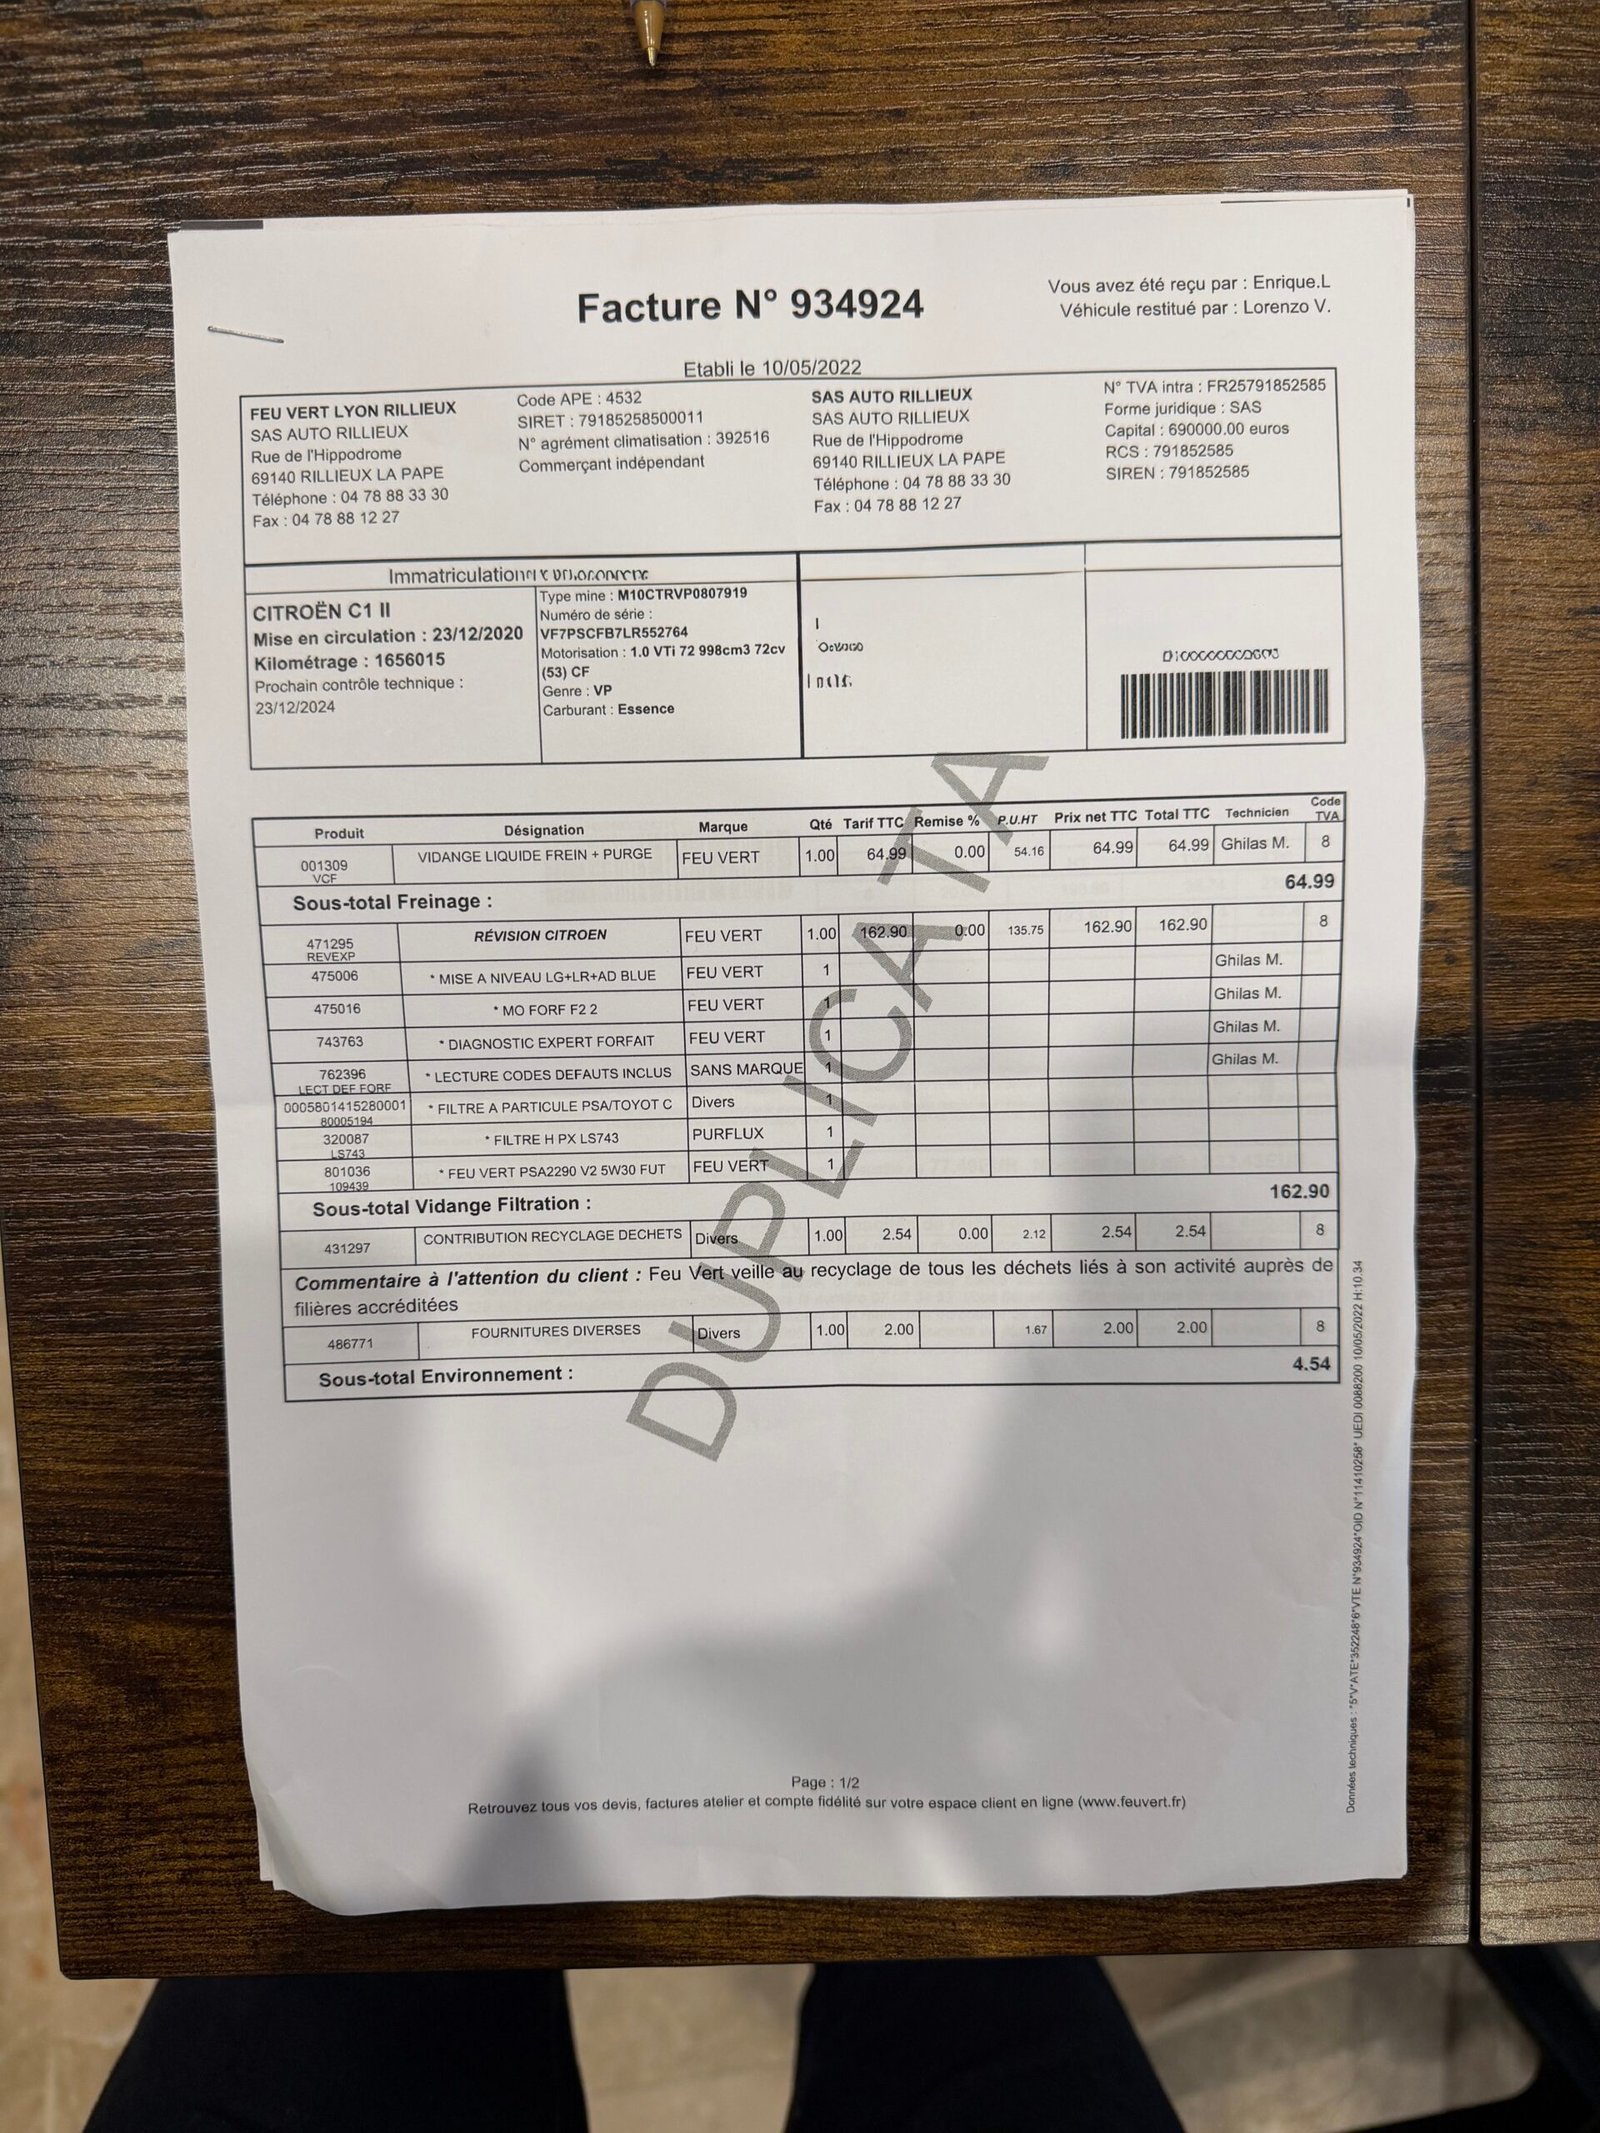 Facture N° 934924
Vous avez été reçu par : Enrique.L
Véhicule restitué par : Lorenzo V.
Etabli le 10/05/2022
FEU VERT LYON RILLIEUX
SAS AUTO RILLIEUX
Rue de l'Hippodrome
69140 RILLIEUX LA PAPE
Téléphone : 04 78 88 33 30
Fax : 04 78 88 12 27
Code APE : 4532
SIRET : 79185258500011
N° agrément climatisation : 392516
Commerçant indépendant
SAS AUTO RILLIEUX
SAS AUTO RILLIEUX
Rue de l'Hippodrome
69140 RILLIEUX LA PAPE
Téléphone : 04 78 88 33 30
Fax : 04 78 88 12 27
N° TVA intra : FR25791852585
Forme juridique : SAS
Capital : 690000.00 euros
RCS : 791852585
SIREN : 791852585
Immatriculation
CITROËN C1 II
Mise en circulation : 23/12/2020
Kilométrage : 1656015
Prochain contrôle technique :
23/12/2024
Type mine : M10CTRVP0807919
Numéro de série :
VF7PSCFB7LR552764
Motorisation : 1.0 VTi 72 998cm3 72cv
(53) CF
Genre : VP
Carburant : Essence
Produit Désignation Marque Qté Tarif TTC Remise % P.U.HT Prix net TTC Total TTC Technicien Code TVA
001309 VCF VIDANGE LIQUIDE FREIN + PURGE FEU VERT 1.00 64.99 0.00 54.16 64.99 64.99 Ghilas M. 8
Sous-total Freinage : 64.99
471295 REVEXP RÉVISION CITROEN FEU VERT 1.00 162.90 0.00 135.75 162.90 162.90 8
475006 * MISE A NIVEAU LG+LR+AD BLUE FEU VERT 1 Ghilas M.
475016 * MO FORF F2 2 FEU VERT 1 Ghilas M.
743763 * DIAGNOSTIC EXPERT FORFAIT FEU VERT 1 Ghilas M.
762396 LECT DEF FORF * LECTURE CODES DEFAUTS INCLUS SANS MARQUE 1 Ghilas M.
0005801415280001 80005194 * FILTRE A PARTICULE PSA/TOYOT C Divers 1
320087 LS743 * FILTRE H PX LS743 PURFLUX 1
801036 109439 * FEU VERT PSA2290 V2 5W30 FUT FEU VERT 1
Sous-total Vidange Filtration : 162.90
431297 CONTRIBUTION RECYCLAGE DECHETS Divers 1.00 2.54 0.00 2.12 2.54 2.54 8
Commentaire à l'attention du client : Feu Vert veille au recyclage de tous les déchets liés à son activité auprès de
filières accréditées
486771 FOURNITURES DIVERSES Divers 1.00 2.00 1.67 2.00 2.00 8
Sous-total Environnement : 4.54
DUPLICATA
Données techniques : *5*V*ATE*352248*6*VTE N°934924*OID N°11410258* UEDI 0088200 10/05/2022 H:10.34
Page : 1/2
Retrouvez tous vos devis, factures atelier et compte fidélité sur votre espace client en ligne (www.feuvert.fr)